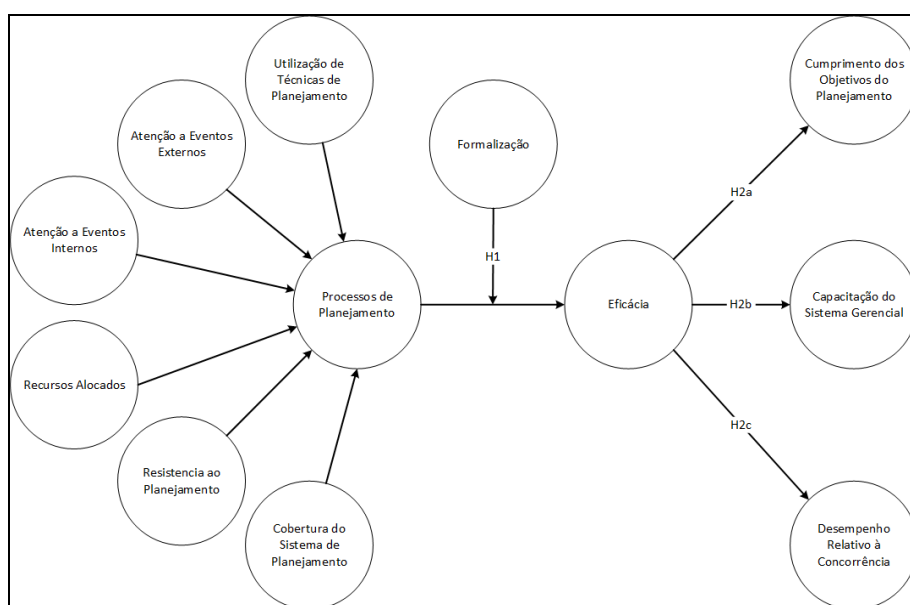 Utilização de
Técnicas de
Planejamento
Atenção a Eventos
Externos
Atenção a Eventos
Internos
Recursos Alocados
Resistencia ao
Planejamento
Cobertura do
Sistema de
Planejamento
Processos de
Planejamento
Formalização
H1
Eficácia
H2a
H2b
H2c
Cumprimento dos
Objetivos do
Planejamento
Capacitação do
Sistema Gerencial
Desempenho
Relativo à
Concorrência